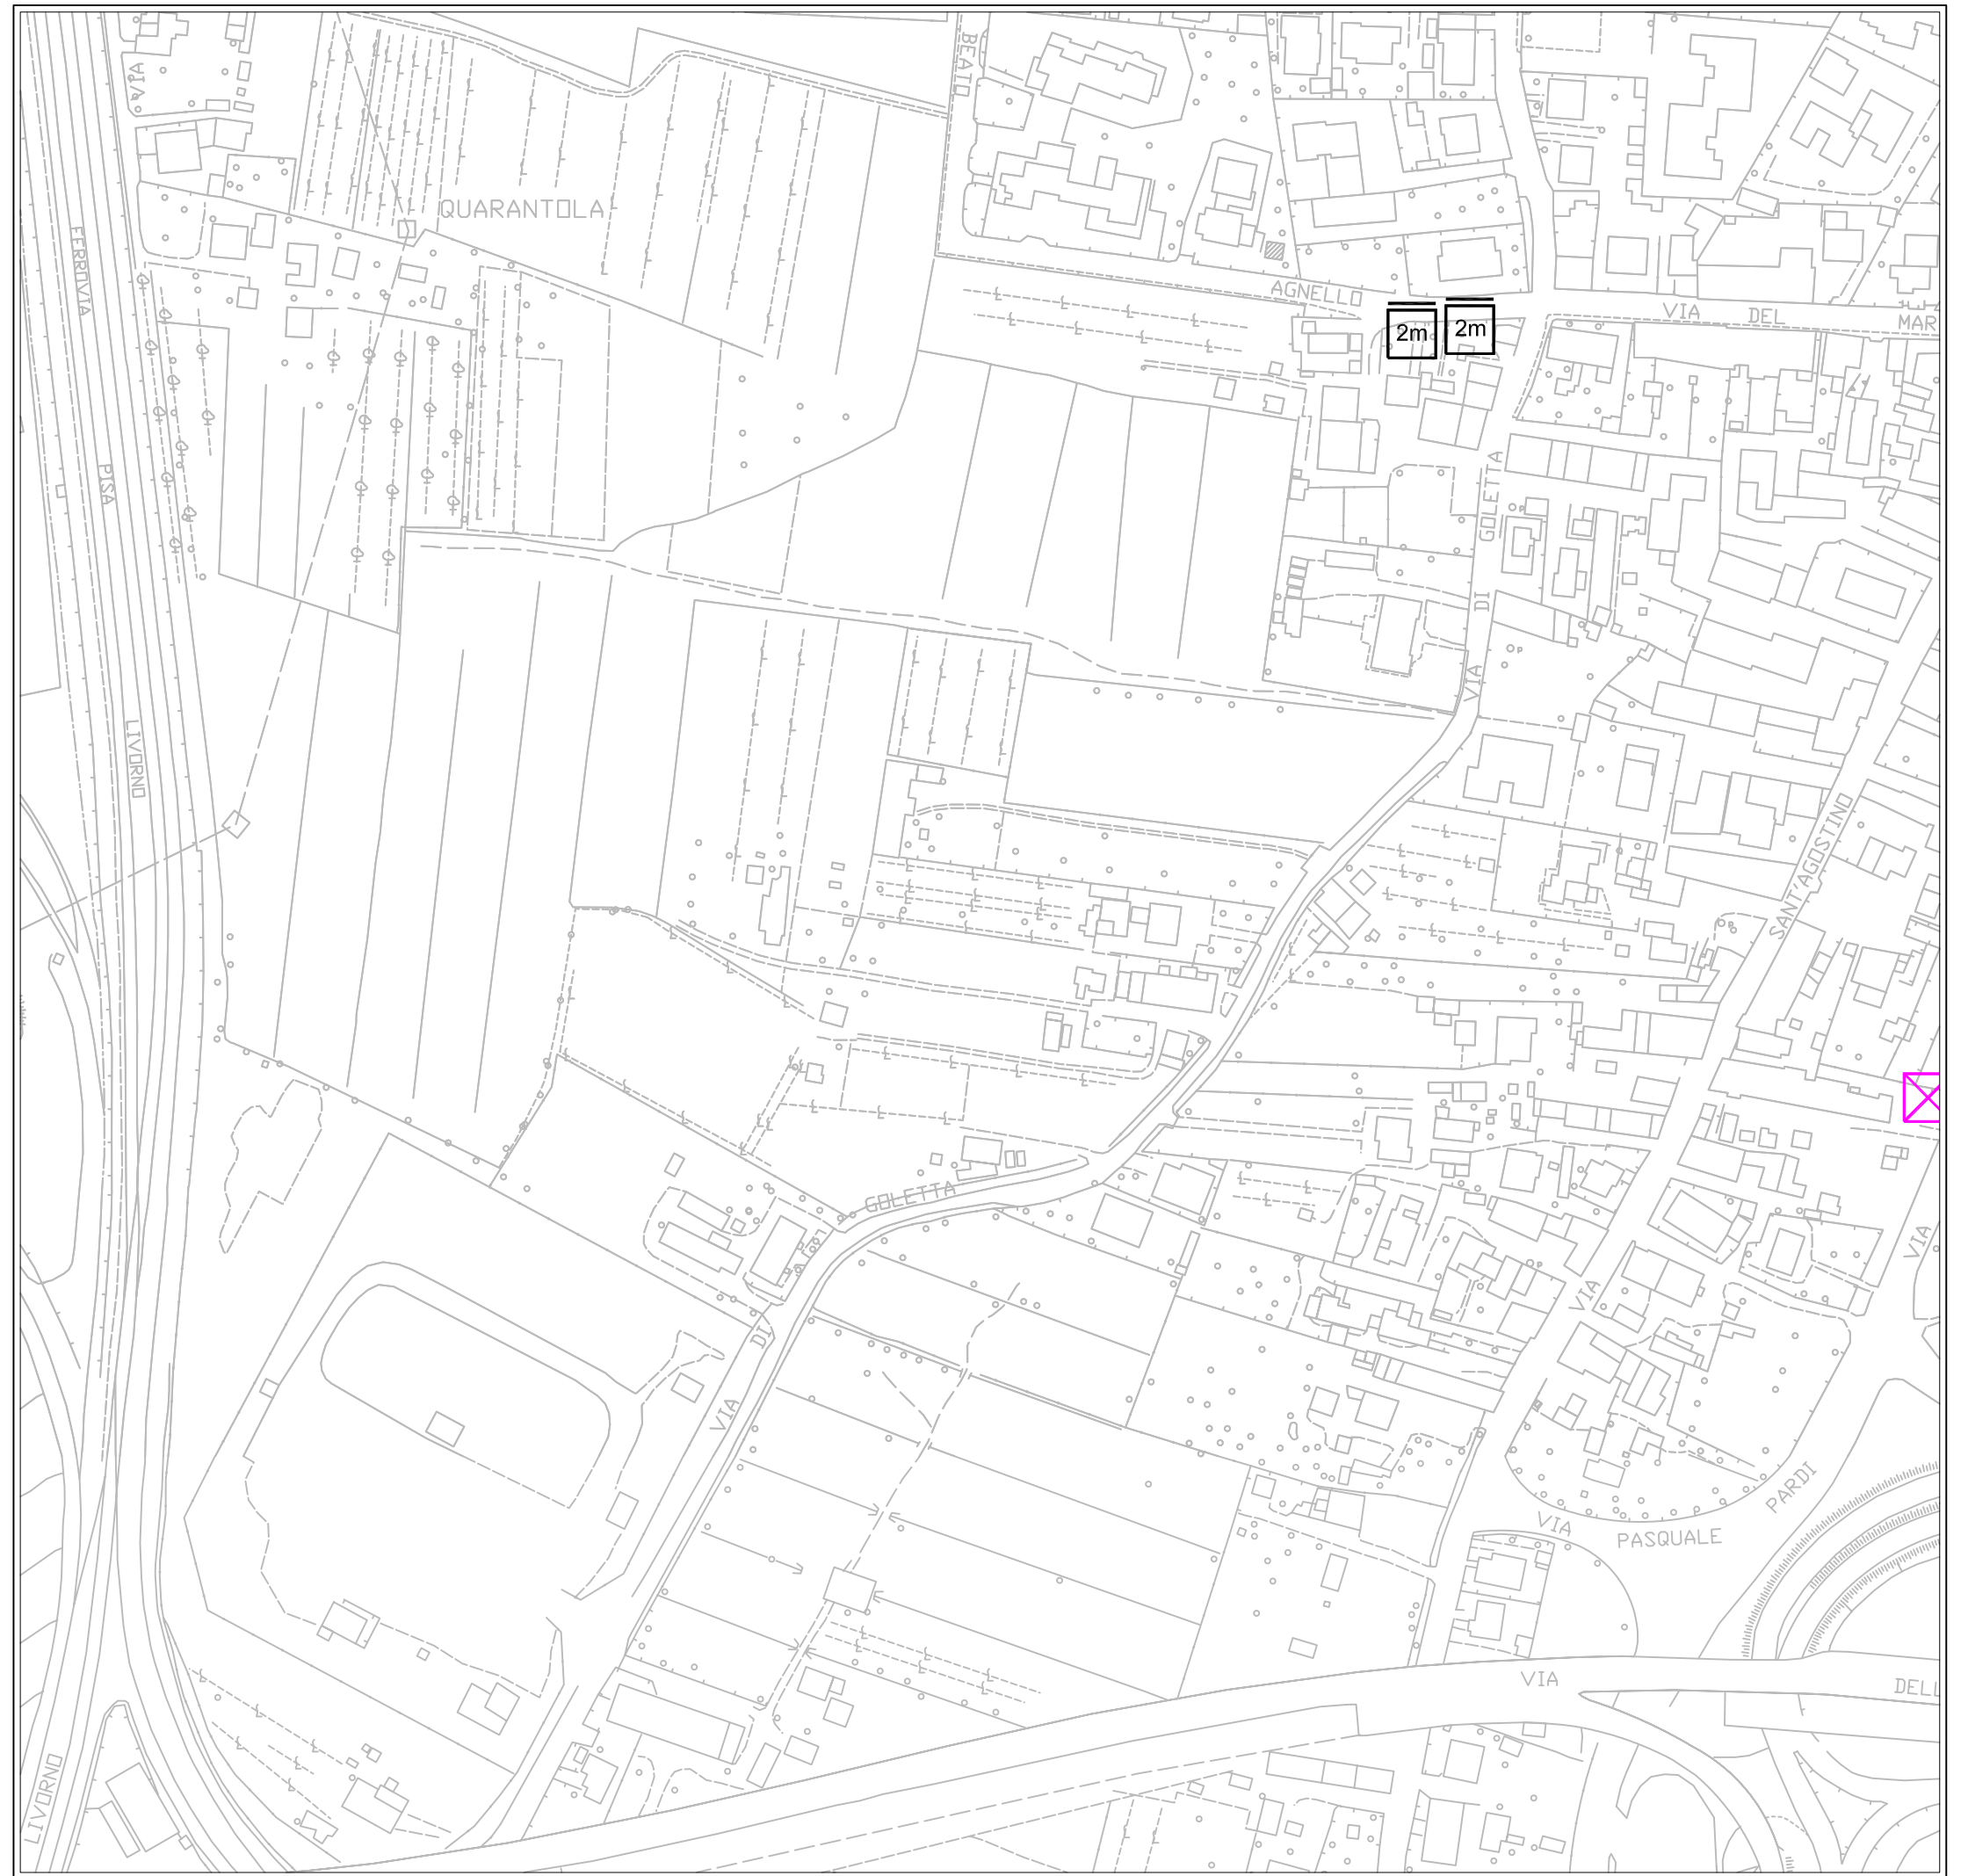 VIA
BEATO
QUARANTOLA
FERROVIA
AGNELLO
VIA DEL MAR
2m
2m
PISA
GOLETTA
DI
VIA
LIVORNO
SANT'AGOSTINO
GOLETTA
VIA
VIA
DI
VIA
PARDI
VIA
PASQUALE
VIA
DELL
LIVORNO